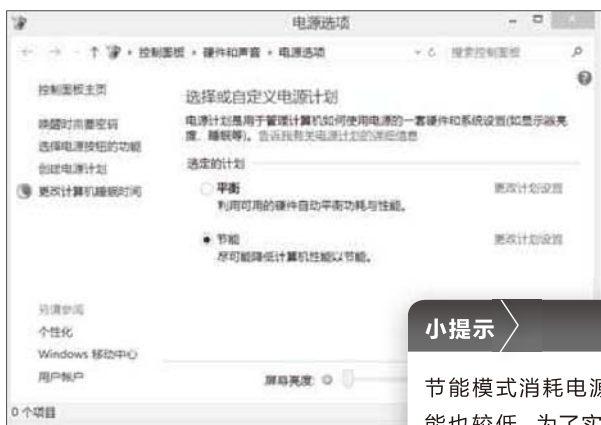 电源选项
控制面板 硬件和声音 电源选项
搜索控制面板
控制面板主页
唤醒时需要密码
选择电源按钮的功能
创建电源计划
更改计算机睡眠时间
选择或自定义电源计划
电源计划是用于管理计算机如何使用电源的一套硬件和系统设置(如显示器亮
度、睡眠等)。告诉我有关电源计划的详细信息
选定的计划
平衡
更改计划设置
利用可用的硬件自动平衡功耗与性能。
节能
更改计划设置
尽可能降低计算机性能以节能。
另请参阅
个性化
Windows 移动中心
用户帐户
屏幕亮度:
0 个项目
小提示
节能模式消耗电源
能也较低 为了实